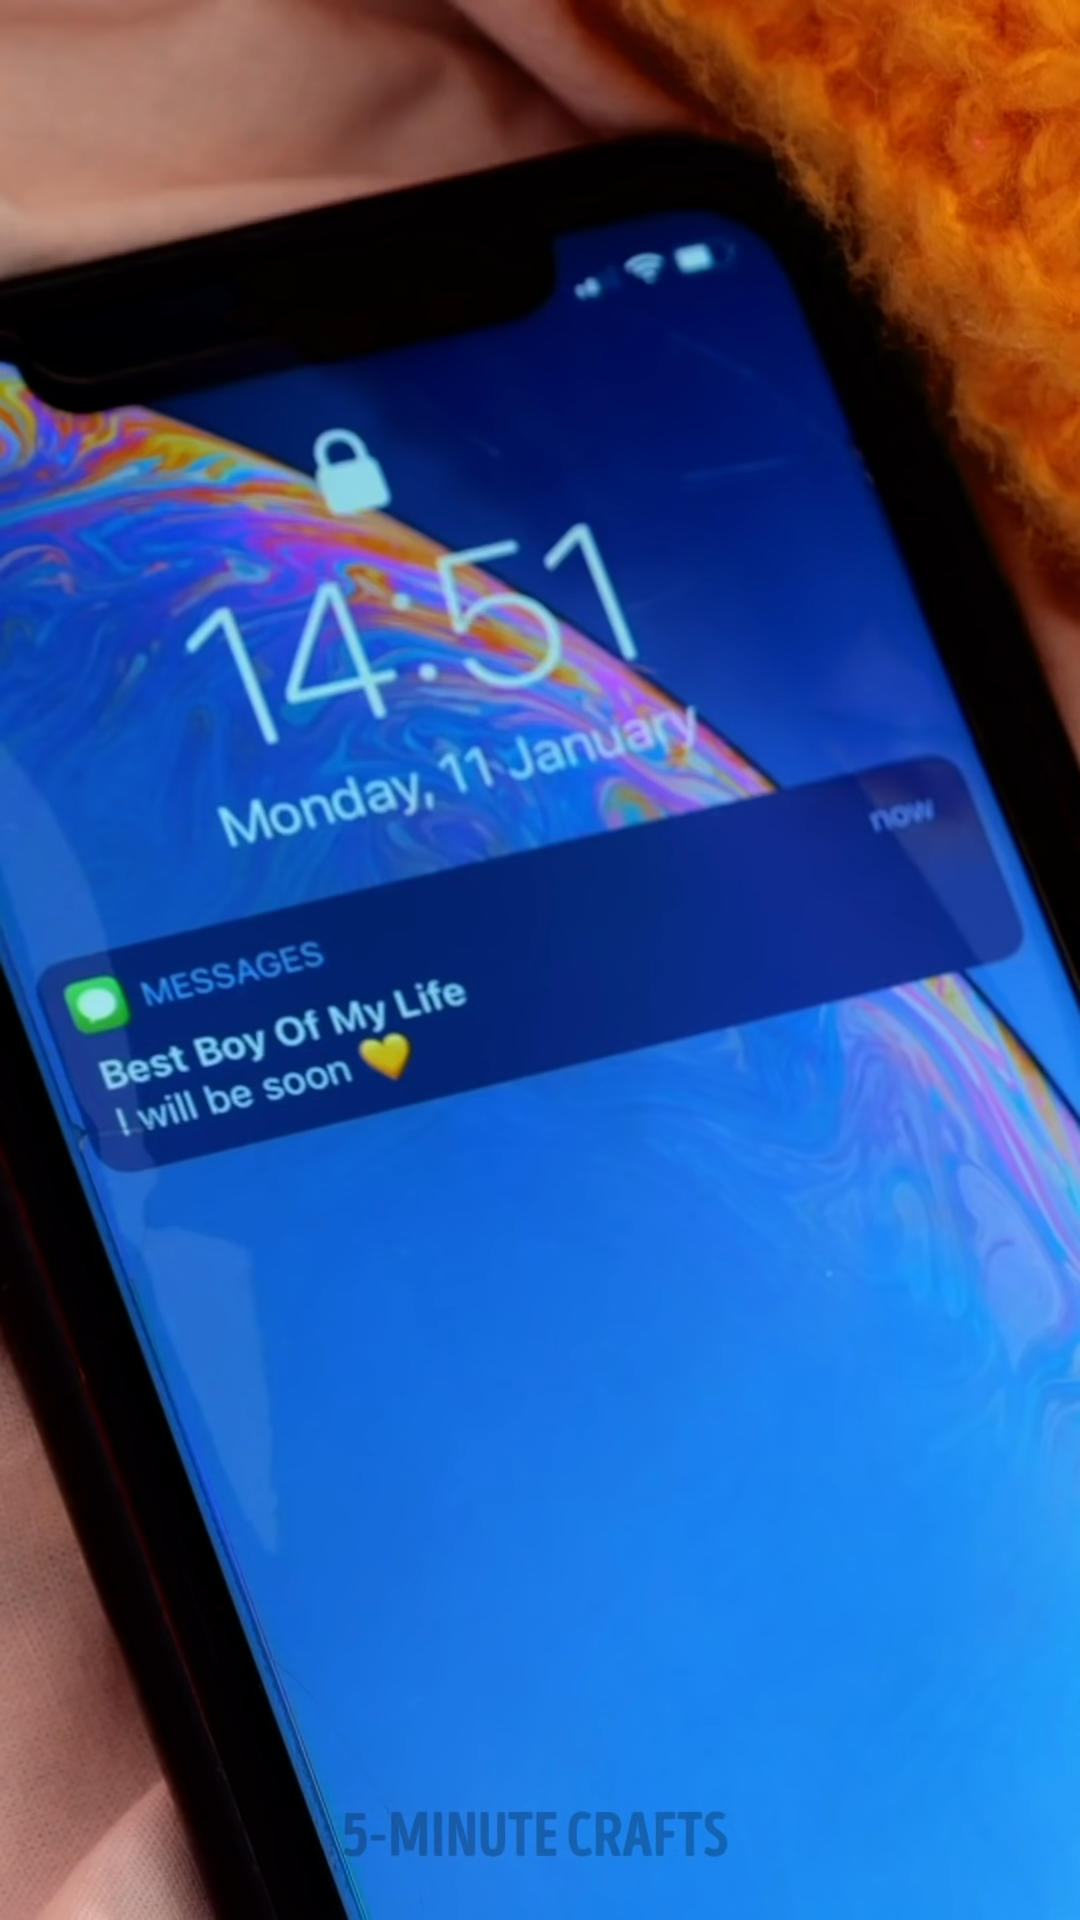 14:51
Monday, 11 January
now
MESSAGES
Best Boy Of My Life
I will be soon 💛
5-MINUTE CRAFTS